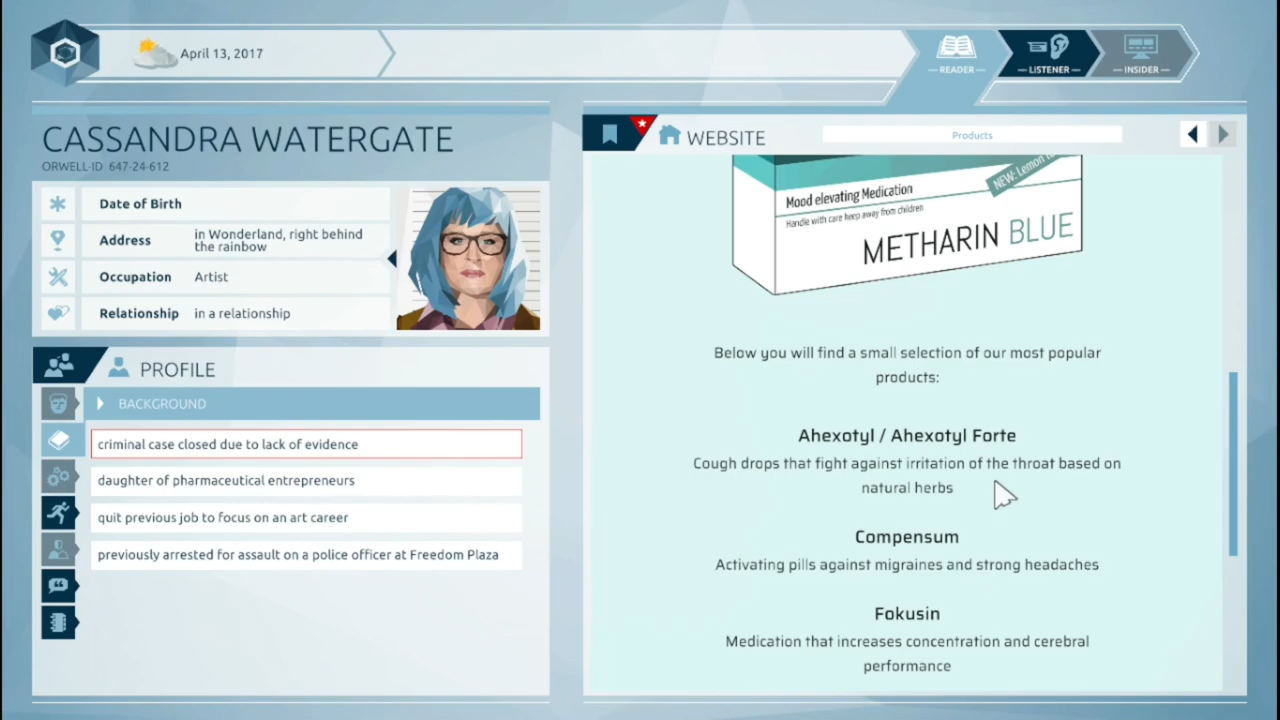 April 13, 2017
— READER —
— LISTENER —
— INSIDER —
CASSANDRA WATERGATE
ORWELL-ID 647-24-612
Date of Birth
Address in Wonderland, right behind
the rainbow
Occupation Artist
Relationship in a relationship
PROFILE
BACKGROUND
criminal case closed due to lack of evidence
daughter of pharmaceutical entrepreneurs
quit previous job to focus on an art career
previously arrested for assault on a police officer at Freedom Plaza
WEBSITE
Products
NEW: Lemon
Mood elevating Medication
Handle with care keep away from children
METHARIN BLUE
Below you will find a small selection of our most popular
products:
Ahexotyl / Ahexotyl Forte
Cough drops that fight against irritation of the throat based on
natural herbs
Compensum
Activating pills against migraines and strong headaches
Fokusin
Medication that increases concentration and cerebral
performance